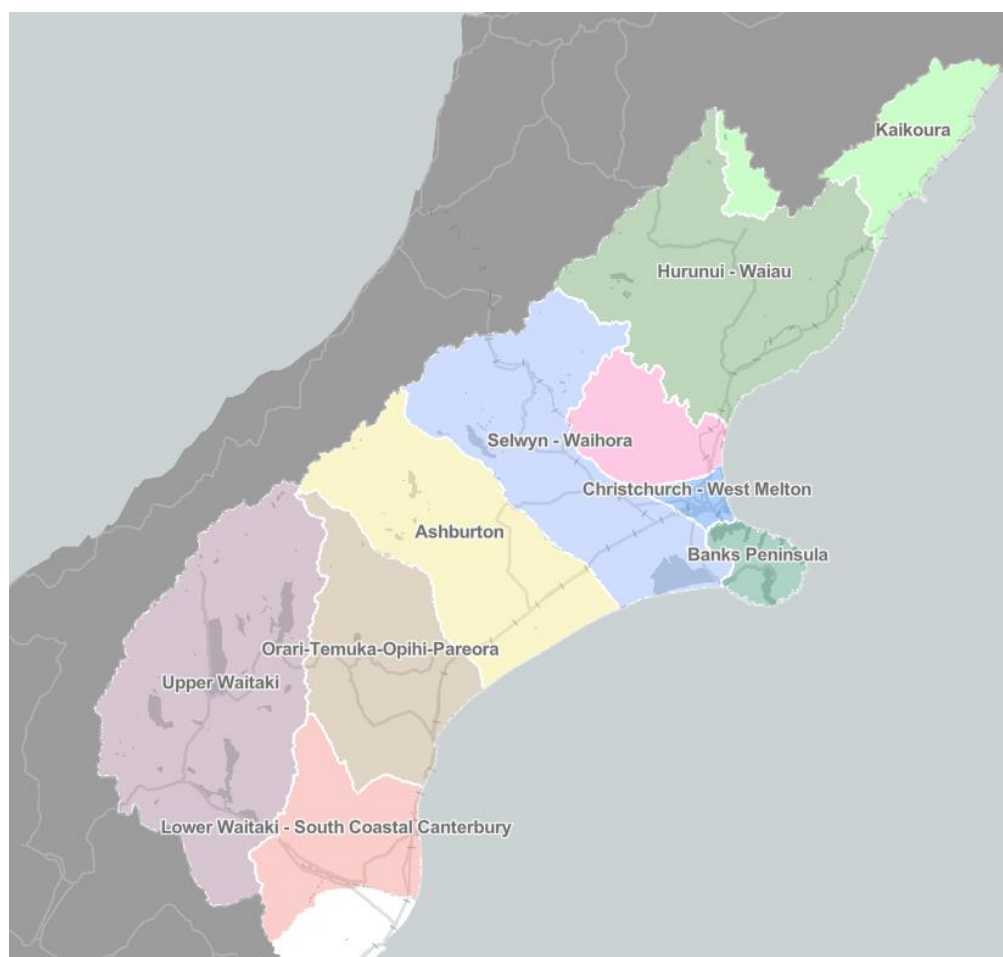 Kaikoura
Hurunui - Waiau
Selwyn - Waihora
Christchurch - West Melton
Ashburton
Banks Peninsula
Orari-Temuka-Opihi-Pareora
Upper Waitaki
Lower Waitaki - South Coastal Canterbury